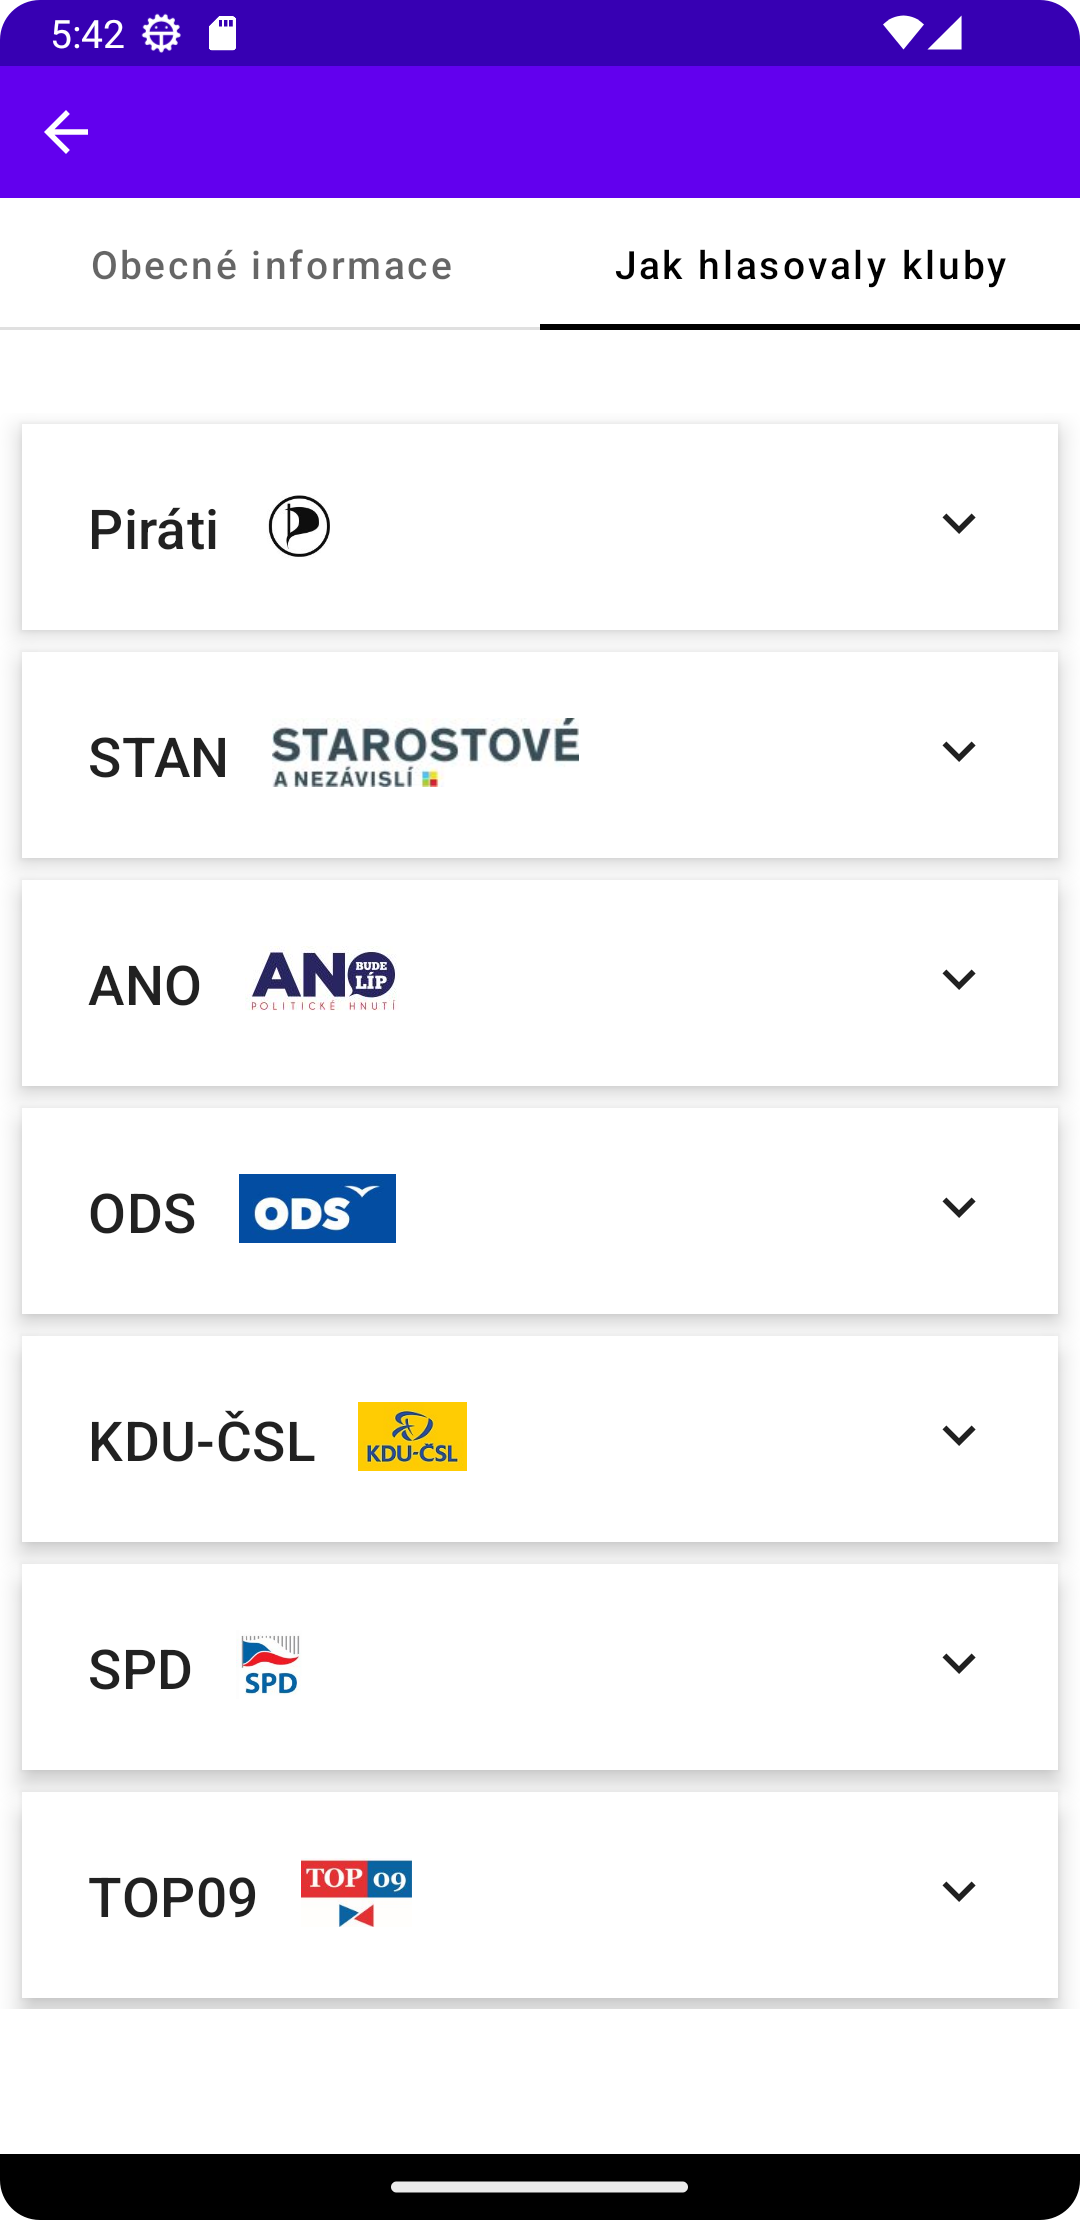 5:42
Obecné informace
Jak hlasovaly kluby
Piráti
STAN
STAROSTOVÉ
A NEZÁVISLÍ
ANO
ANO
BUDE
LÍP
POLITICKÉ HNUTÍ
ODS
ODS
KDU-ČSL
KDU-ČSL
SPD
SPD
TOP09
TOP 09